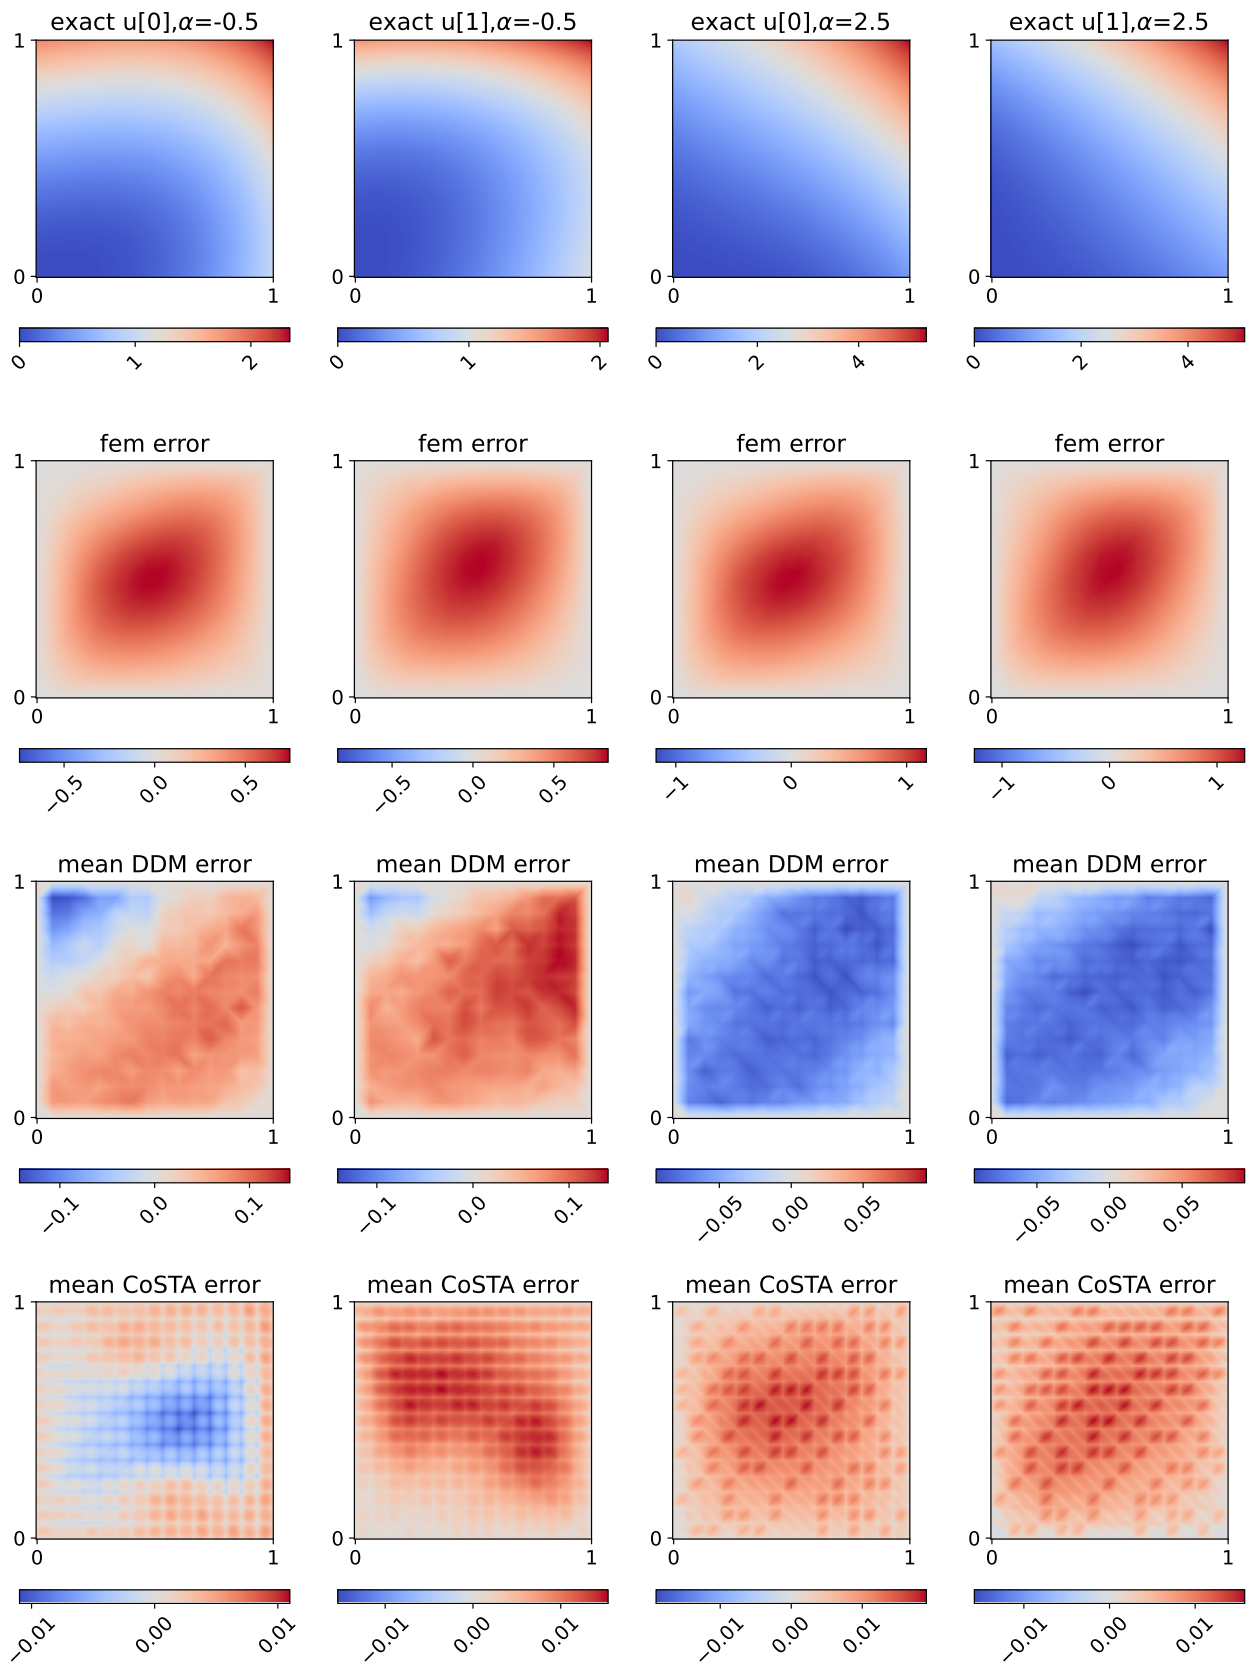 exact u[0],α=-0.5 exact u[1],α=-0.5 exact u[0],α=2.5 exact u[1],α=2.5
1 1 1 1
0 0 0 0
0 1 0 1 0 1 0 1
0 1 2 0 1 2 0 2 4 0 2 4
fem error fem error fem error fem error
1 1 1 1
0 0 0 0
0 1 0 1 0 1 0 1
−0.5 0.0 0.5 −0.5 0.0 0.5 −1 0 1 −1 0 1
mean DDM error mean DDM error mean DDM error mean DDM error
1 1 1 1
0 0 0 0
0 1 0 1 0 1 0 1
−0.1 0.0 0.1 −0.1 0.0 0.1 −0.05 0.00 0.05 −0.05 0.00 0.05
mean CoSTA error mean CoSTA error mean CoSTA error mean CoSTA error
1 1 1 1
0 0 0 0
0 1 0 1 0 1 0 1
−0.01 0.00 0.01 −0.01 0.00 0.01 −0.01 0.00 0.01 −0.01 0.00 0.01